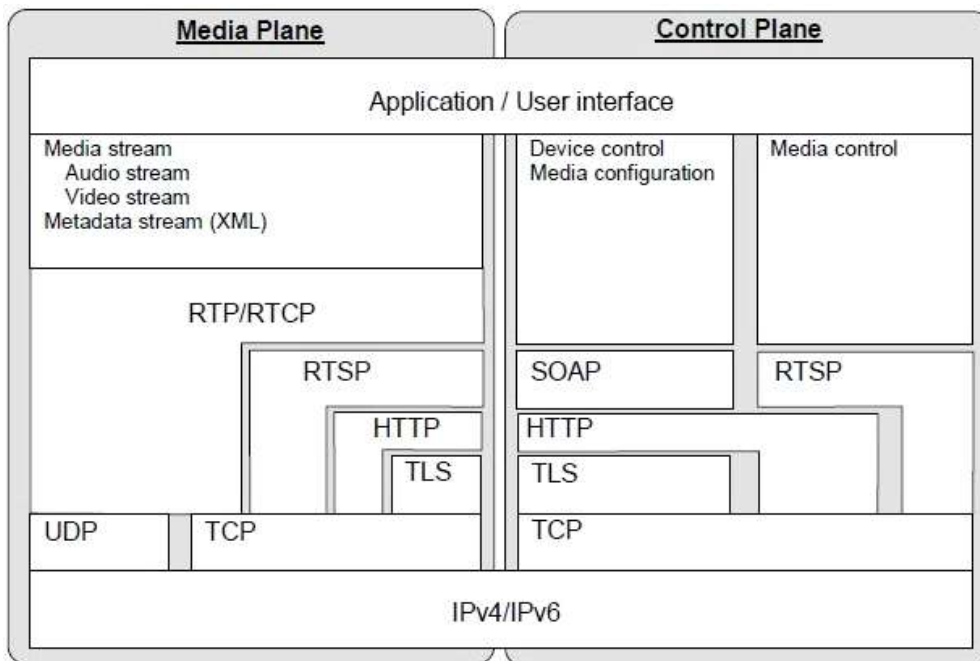 Media Plane
Control Plane
Application / User interface
Media stream
Audio stream
Video stream
Metadata stream (XML)
Device control
Media configuration
Media control
RTP/RTCP
RTSP
SOAP
RTSP
HTTP
HTTP
TLS
TLS
UDP
TCP
TCP
IPv4/IPv6